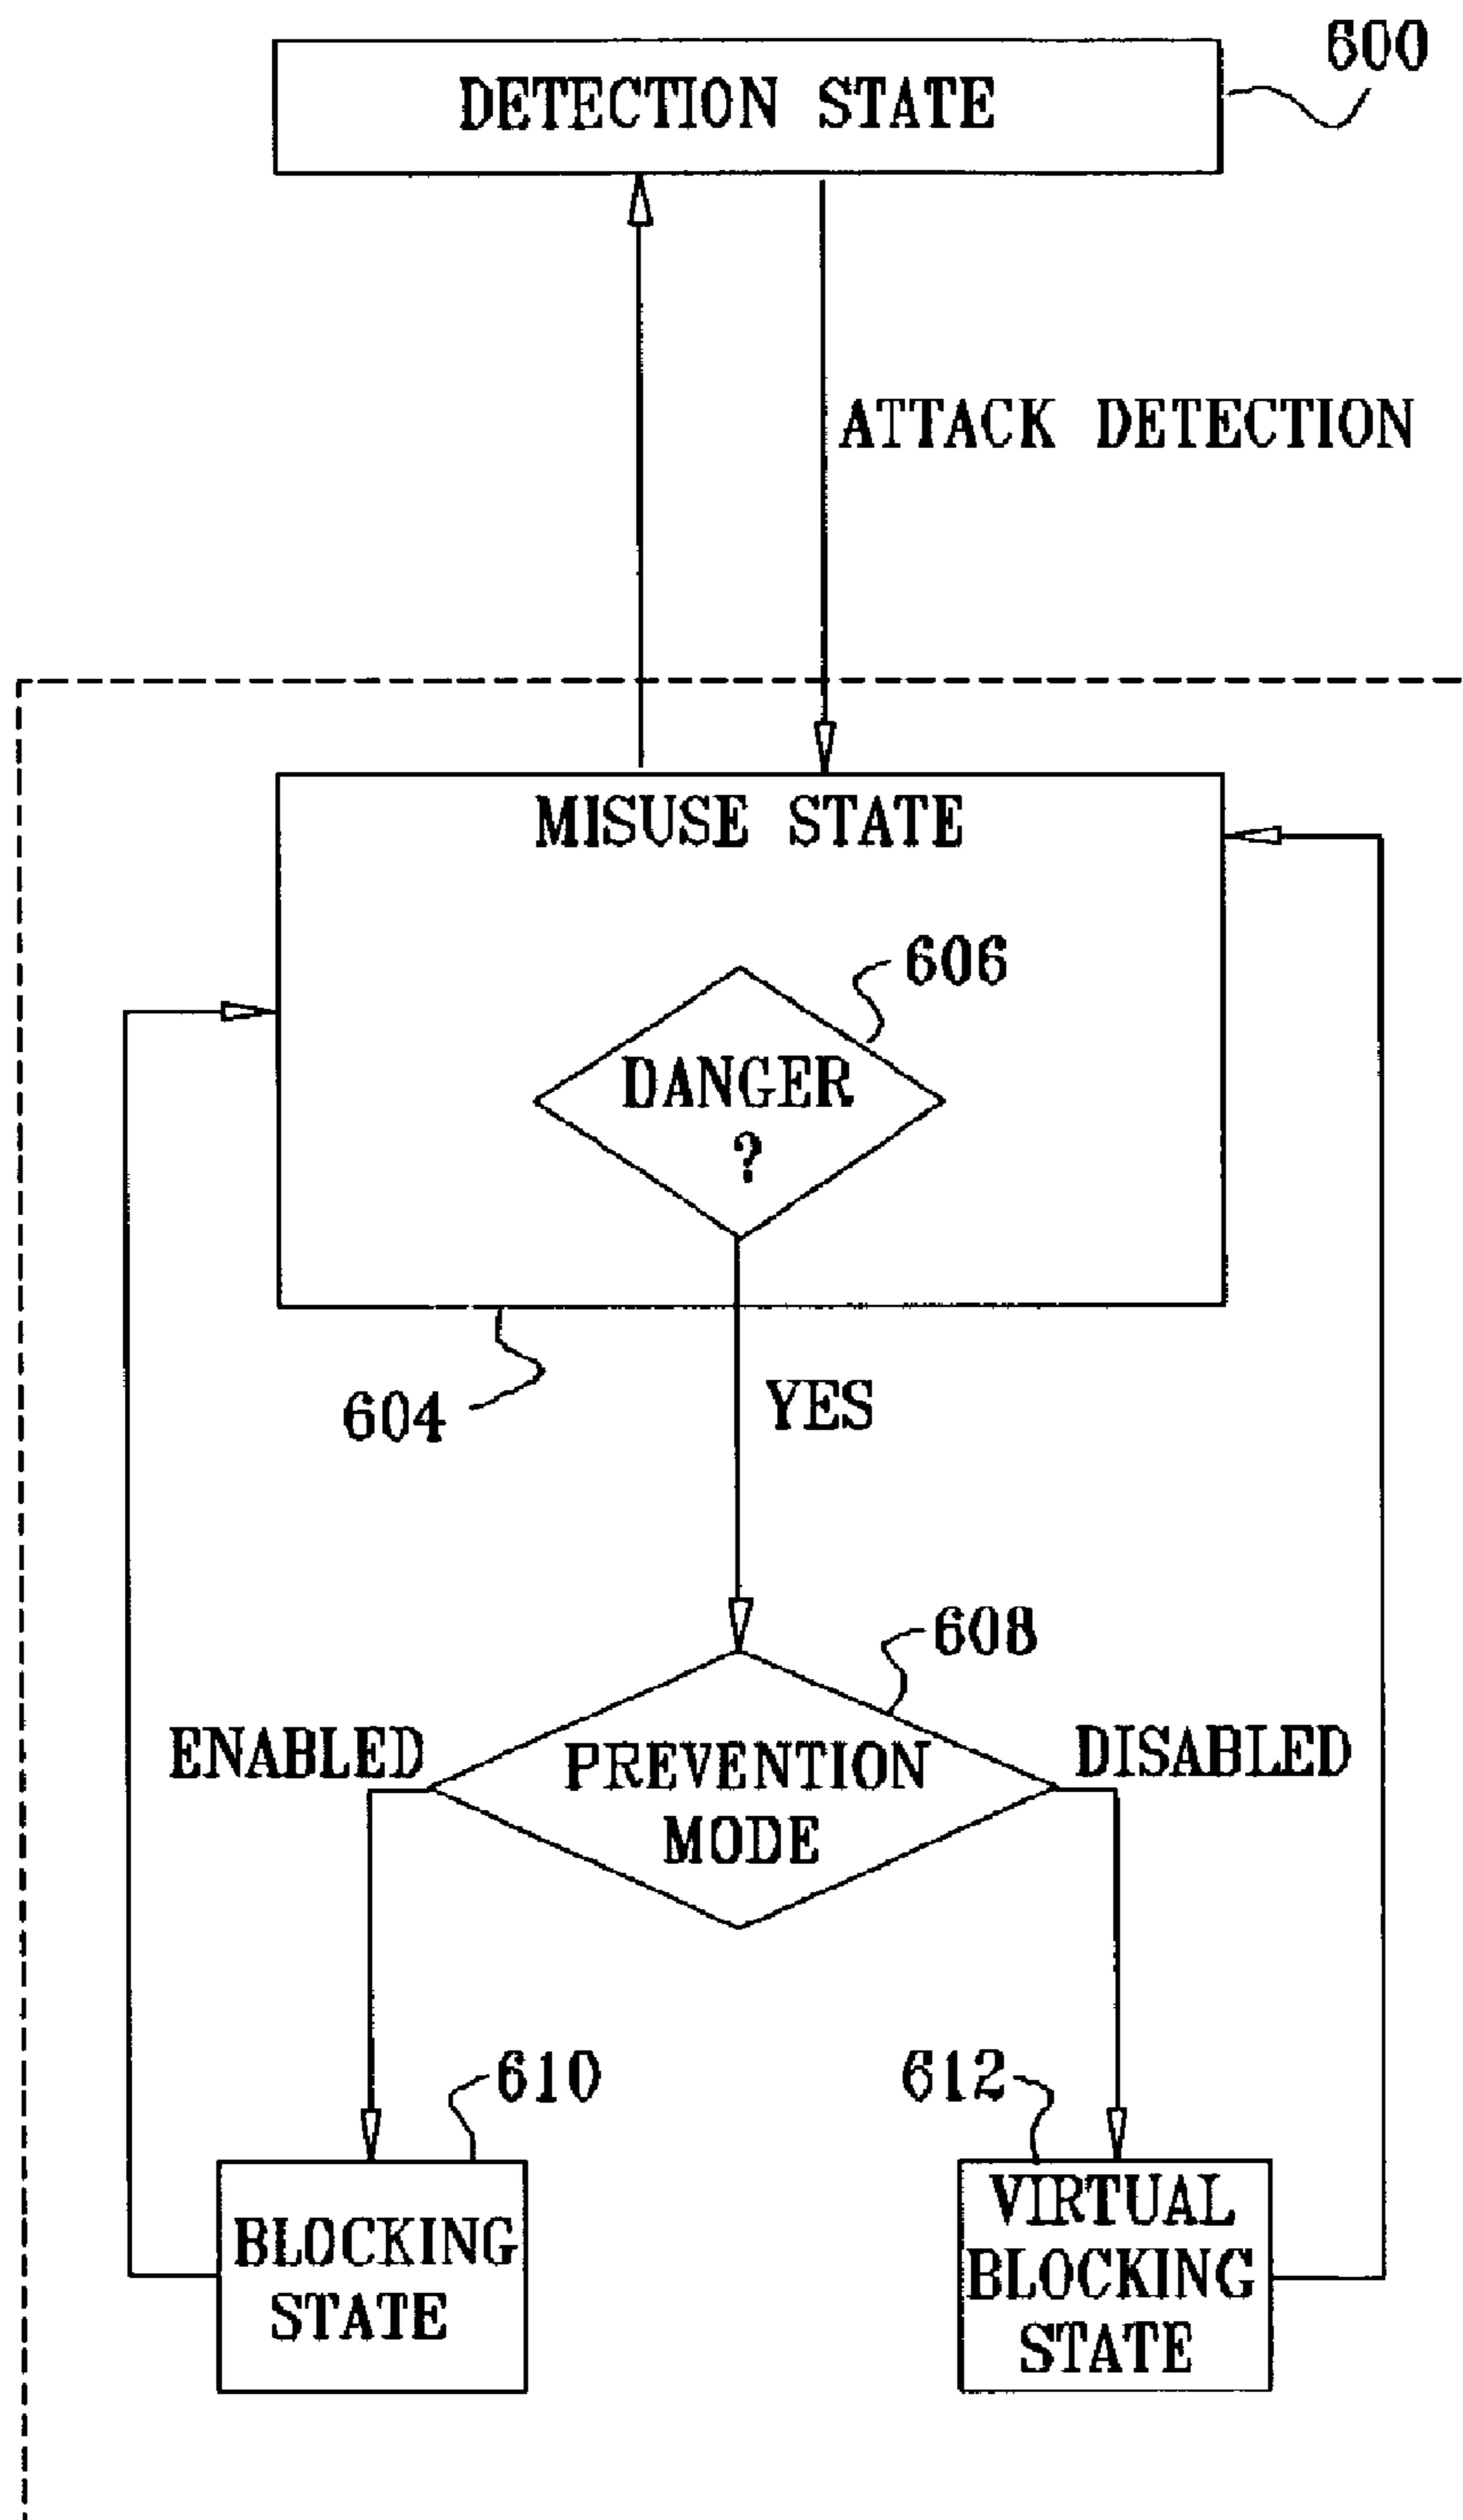 600
DETECTION STATE
ATTACK DETECTION
MISUSE STATE
606
DANGER
?
604
YES
608
ENABLED
PREVENTION
MODE
DISABLED
610
612
BLOCKING
STATE
VIRTUAL
BLOCKING
STATE